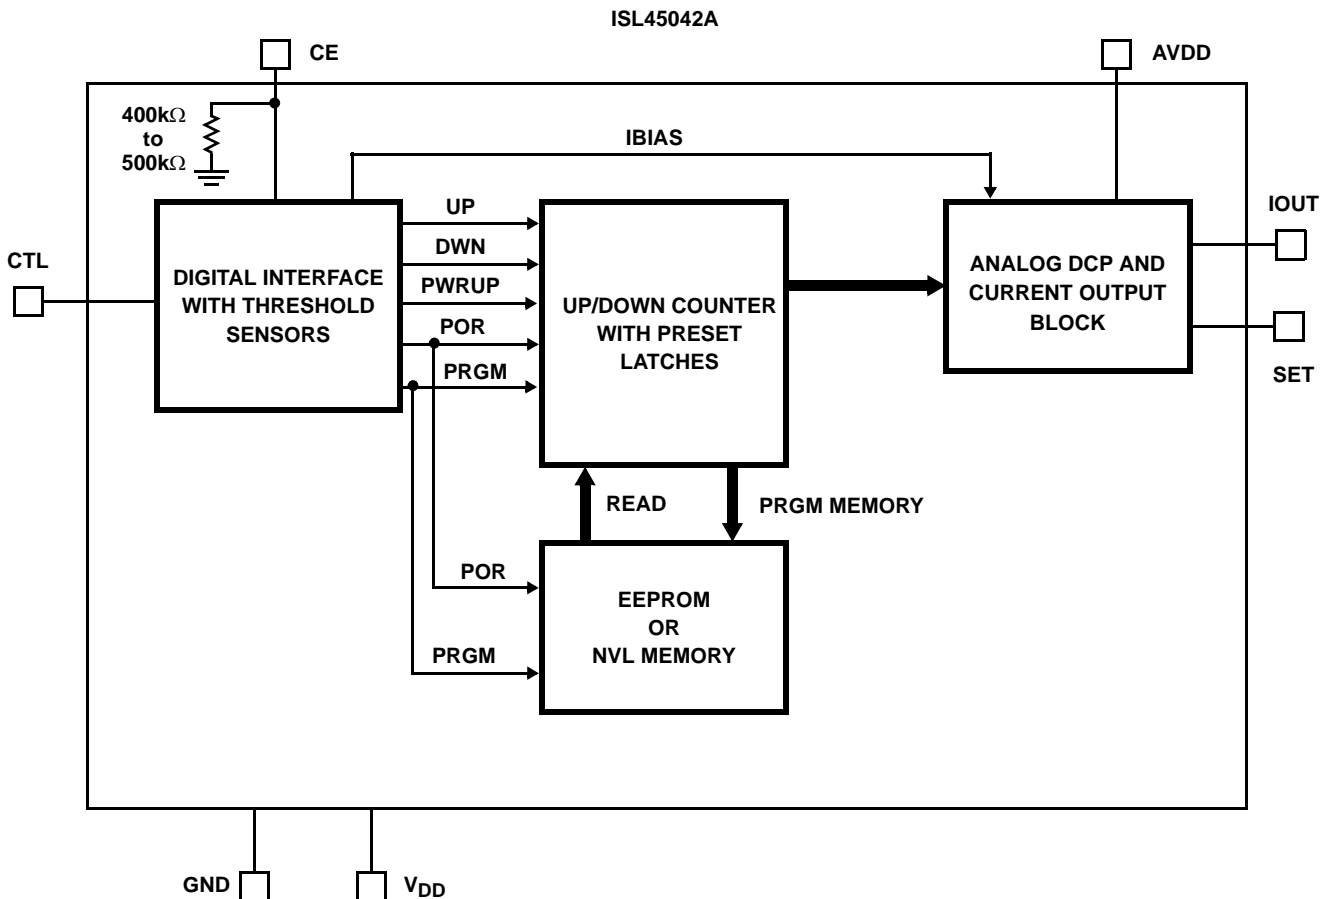 ISL45042A
CE
AVDD
400kΩ
to
500kΩ
IBIAS
UP
DWN
PWRUP
POR
PRGM
CTL
DIGITAL INTERFACE
WITH THRESHOLD
SENSORS
UP/DOWN COUNTER
WITH PRESET
LATCHES
ANALOG DCP AND
CURRENT OUTPUT
BLOCK
IOUT
SET
READ
PRGM MEMORY
POR
PRGM
EEPROM
OR
NVL MEMORY
GND
VDD